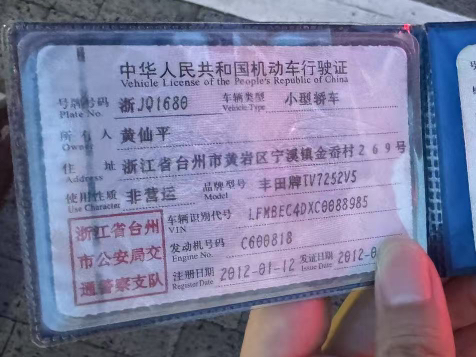 中华人民共和国机动车行驶证
Vehicle License of the People's Republic of China
号牌号码 浙JQ1680 车辆类型 小型轿车
Plate No. Vehicle Type
所有人 黄仙平
Owner
住址 浙江省台州市黄岩区宁溪镇金岙村269号
Address
使用性质 非营运 品牌型号 丰田牌TV7252V5
Use Character Model
车辆识别代号 LFMBEC4DXC0088985
VIN
发动机号码 C600818
Engine No.
注册日期 2012-01-12 发证日期 2012-0
Register Date Issue Date
浙江省台州
市公安局交
通警察支队